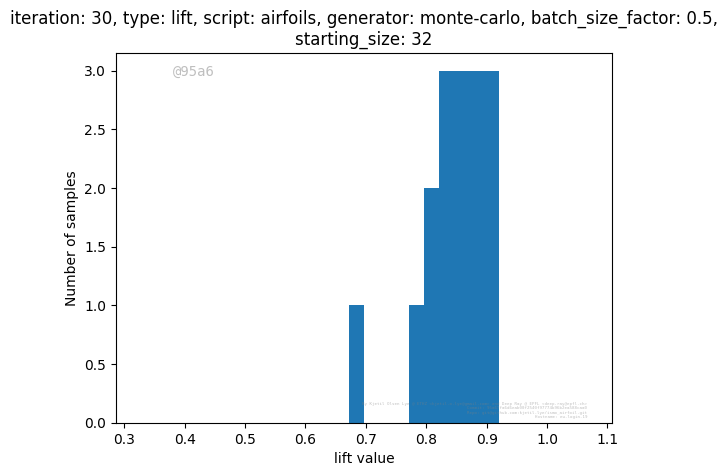 iteration: 30, type: lift, script: airfoils, generator: monte-carlo, batch_size_factor: 0.5,
starting_size: 32
@95a6
3.0
2.5
2.0
1.5
1.0
0.5
0.0
Number of samples
0.3 0.4 0.5 0.6 0.7 0.8 0.9 1.0 1.1
lift value